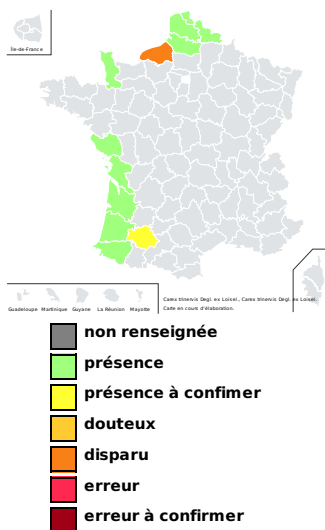 Île-de-France
Guadeloupe Martinique Guyane La Réunion Mayotte
Carex trinervis Degl. ex Loisel., Carex trinervis Degl. ex Loisel.
Carte en cours d'élaboration.
non renseignée
présence
présence à confimer
douteux
disparu
erreur
erreur à confirmer